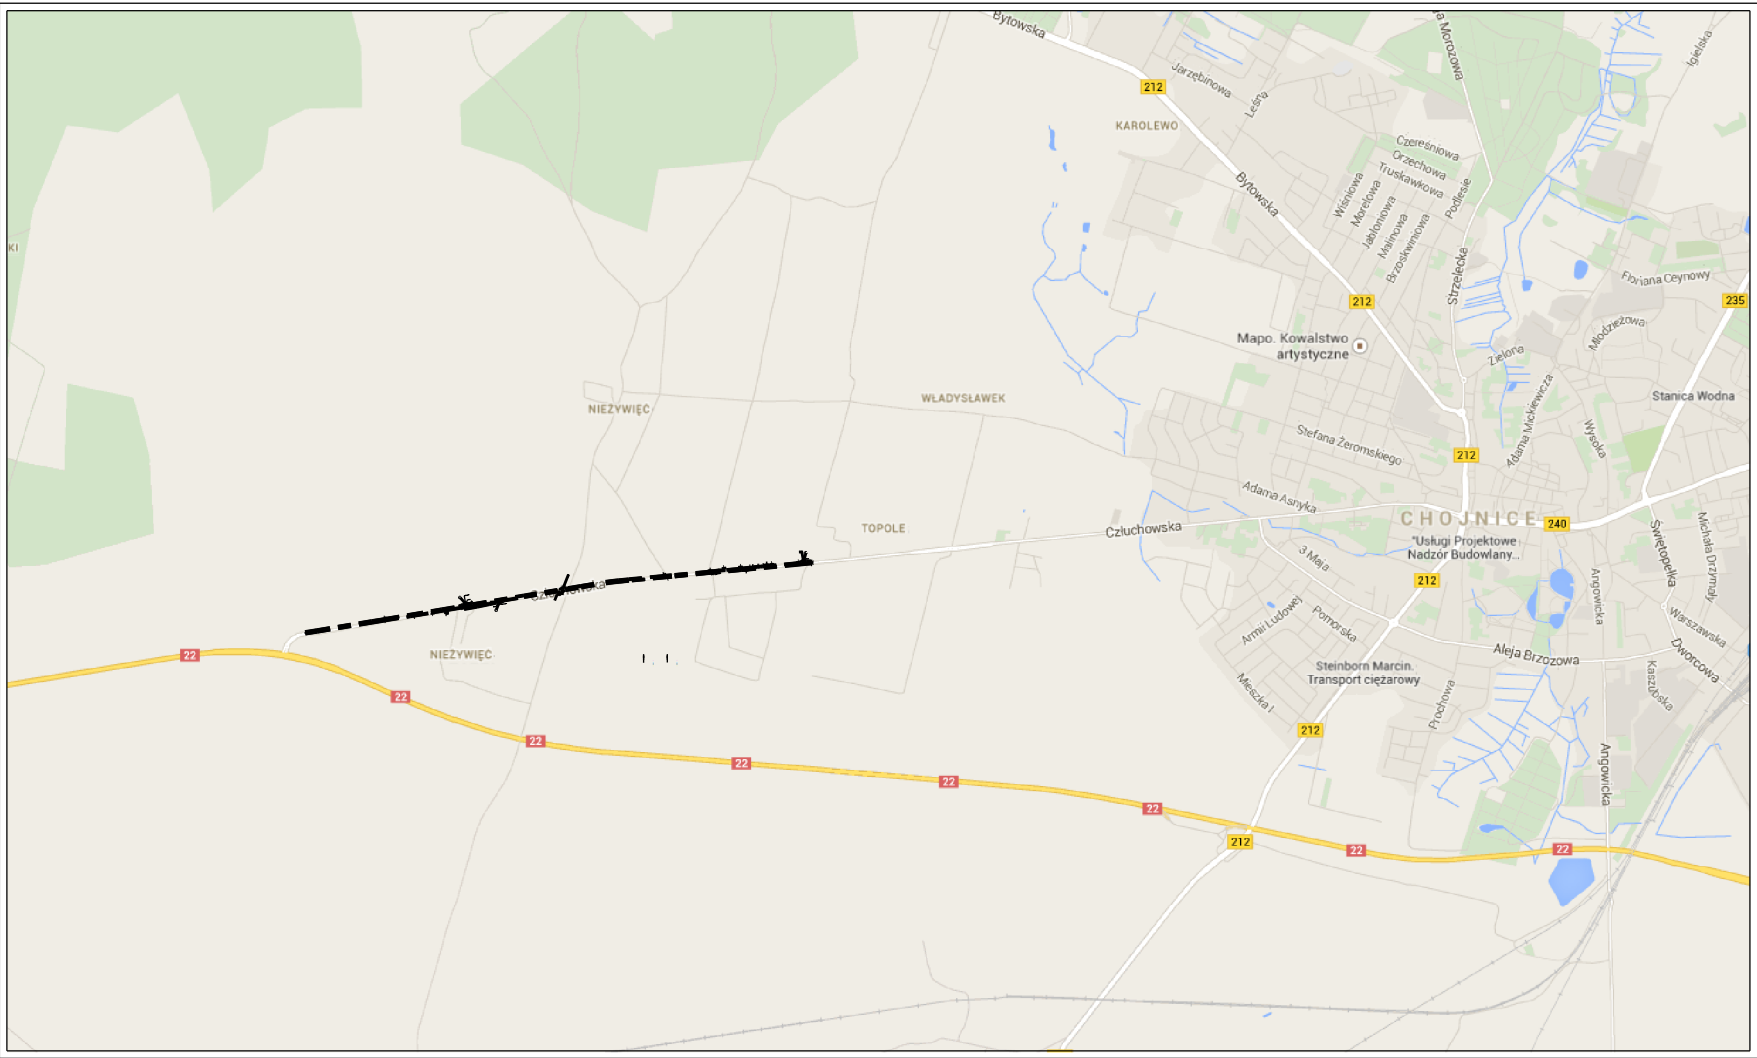 Bytowska
ja Morozowa
Igielska
Jarzębinowa
212
Leśna
KAROLEWO
Czereśniowa
Orzechowa
Truskawkowa
Wiśniowa
Morelowa
Jabłoniowa
Malinowa
Brzoskwiniowa
Podlesie
Bytowska
KI
Strzelecka
Floriana Ceynowy
212
235
Młodzieżowa
Mapo. Kowalstwo
artystyczne
Zielona
NIEŻYWIĘĆ
WŁADYSŁAWEK
Adama Mickiewicza
Stanica Wodna
Stefana Żeromskiego
Wysoka
212
Adama Asnyka
CHOJNICE
240
TOPOLE
Człuchowska
"Usługi Projektowe
Nadzór Budowlany...
Świętopełka
Michała Drzymały
3 Maja
212
Angowicka
Człuchowska
Armii Ludowej
Pomorska
Warszawska
Dworcowa
22
NIEŻYWIĘĆ
Aleja Brzozowa
Steinborn Marcin.
Transport ciężarowy
Kaszubska
Mieszka I
Prochowa
22
212
22
Angowicka
22
22
22
212
22
22